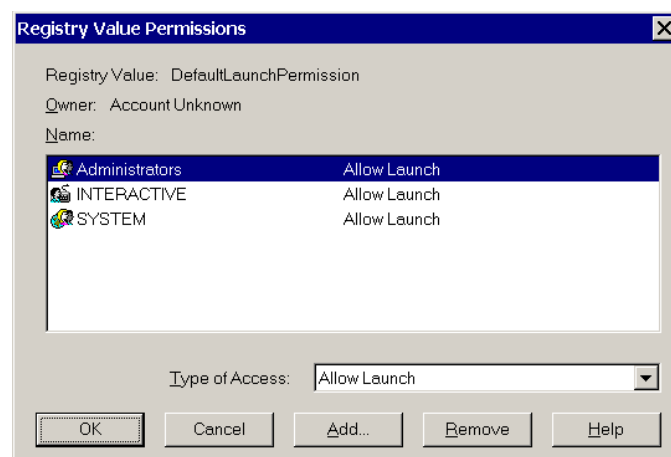 Registry Value Permissions
Registry Value: DefaultLaunchPermission
Owner: Account Unknown
Name:
Administrators Allow Launch
INTERACTIVE Allow Launch
SYSTEM Allow Launch
Type of Access: Allow Launch
OK Cancel Add... Remove Help